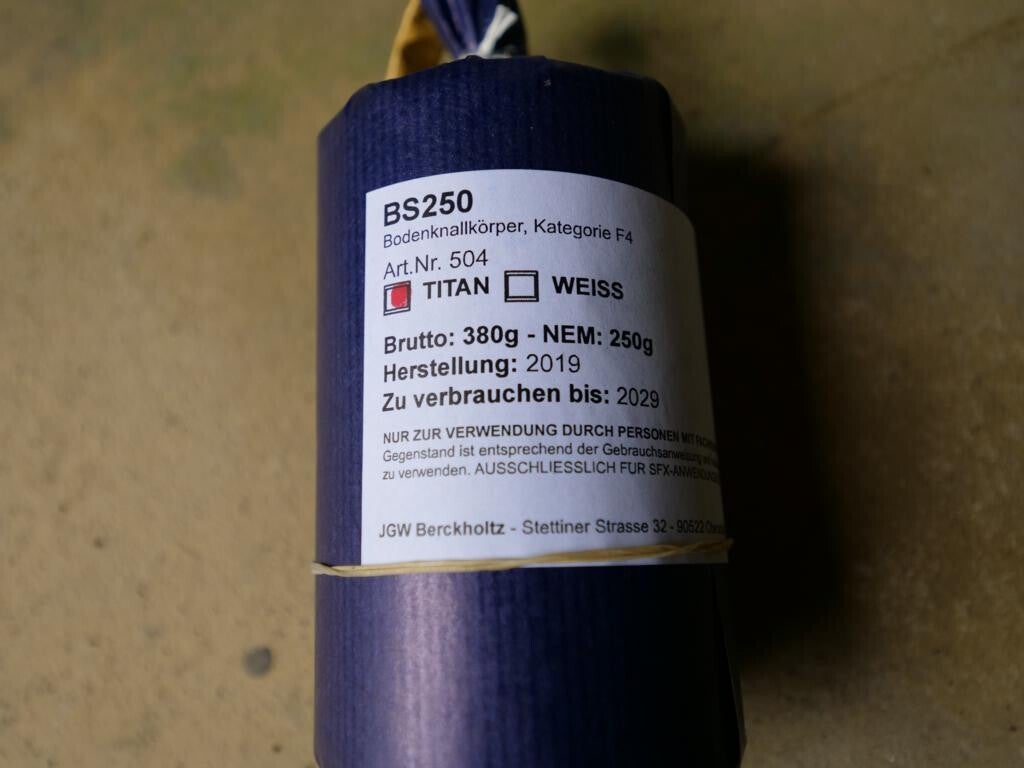 BS250
Bodenknallkörper, Kategorie F4
Art.Nr. 504
TITAN WEISS
Brutto: 380g - NEM: 250g
Herstellung: 2019
Zu verbrauchen bis: 2029
NUR ZUR VERWENDUNG DURCH PERSONEN MIT
Gegenstand ist entsprechend der Gebrauchsanweisung und
zu verwenden. AUSSCHLIESSLICH FÜR SFX-ANWENDUNGEN
JGW Berckholtz - Stettiner Strasse 32 - 90522